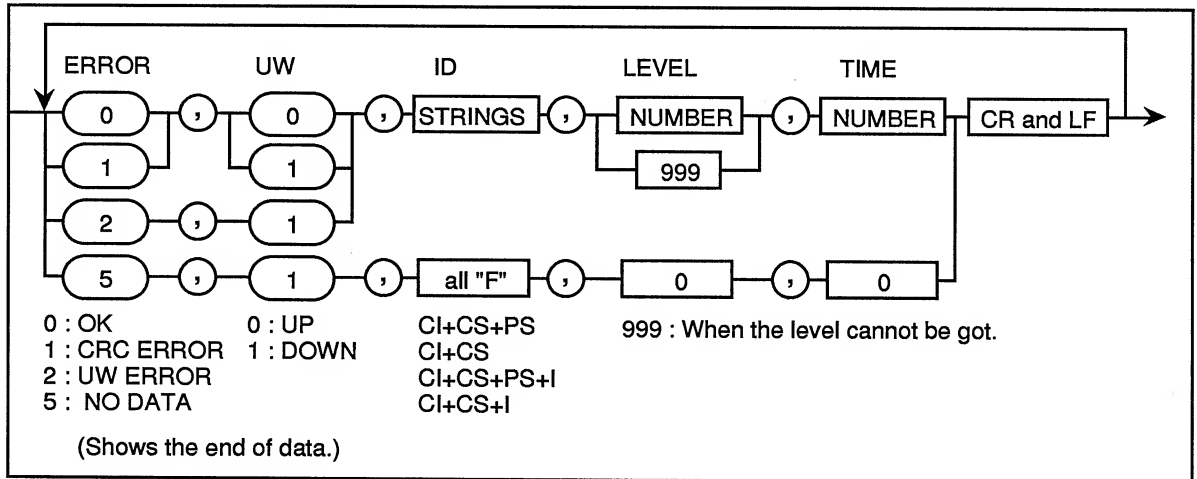 ERROR UW ID LEVEL TIME
0 , 0 , STRINGS , NUMBER , NUMBER CR and LF
1 1 999
2 , 1
5 , 1 , all "F" , 0 , 0
0 : OK 0 : UP CI+CS+PS 999 : When the level cannot be got.
1 : CRC ERROR 1 : DOWN CI+CS
2 : UW ERROR CI+CS+PS+I
5 : NO DATA CI+CS+I
(Shows the end of data.)